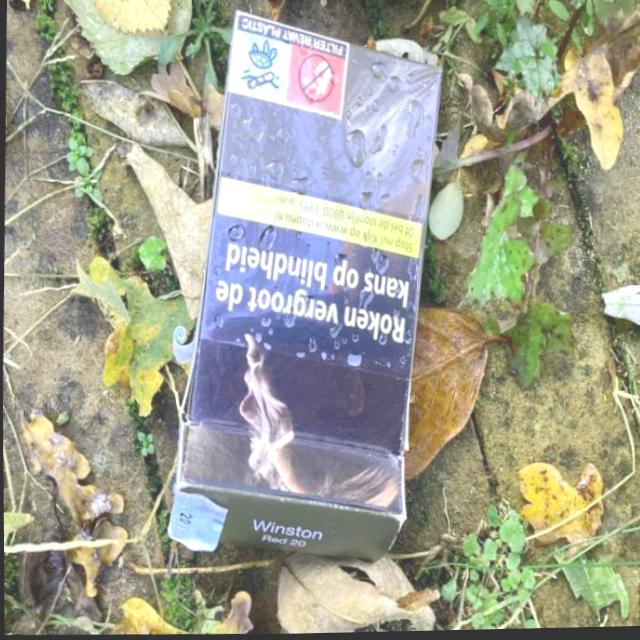 FILTER BEVAT PLASTIC
Stop nu! Kijk op www.ikstopnu.nl
Of bel de stoplijn 0800-1995
Roken vergroot de
kans op blindheid
Winston
Red 20
20